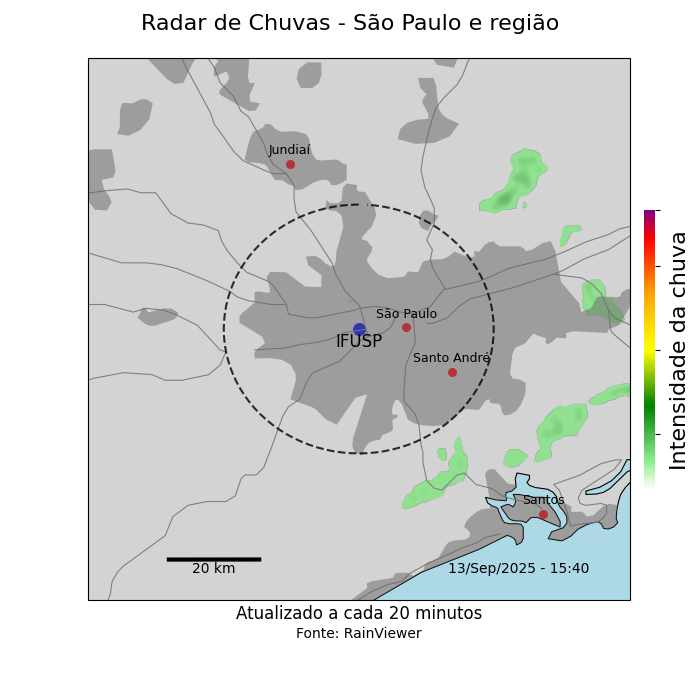 Radar de Chuvas - São Paulo e região
Jundiaí
São Paulo
IFUSP
Santo André
Santos
20 km
13/Sep/2025 - 15:40
Intensidade da chuva
Atualizado a cada 20 minutos
Fonte: RainViewer